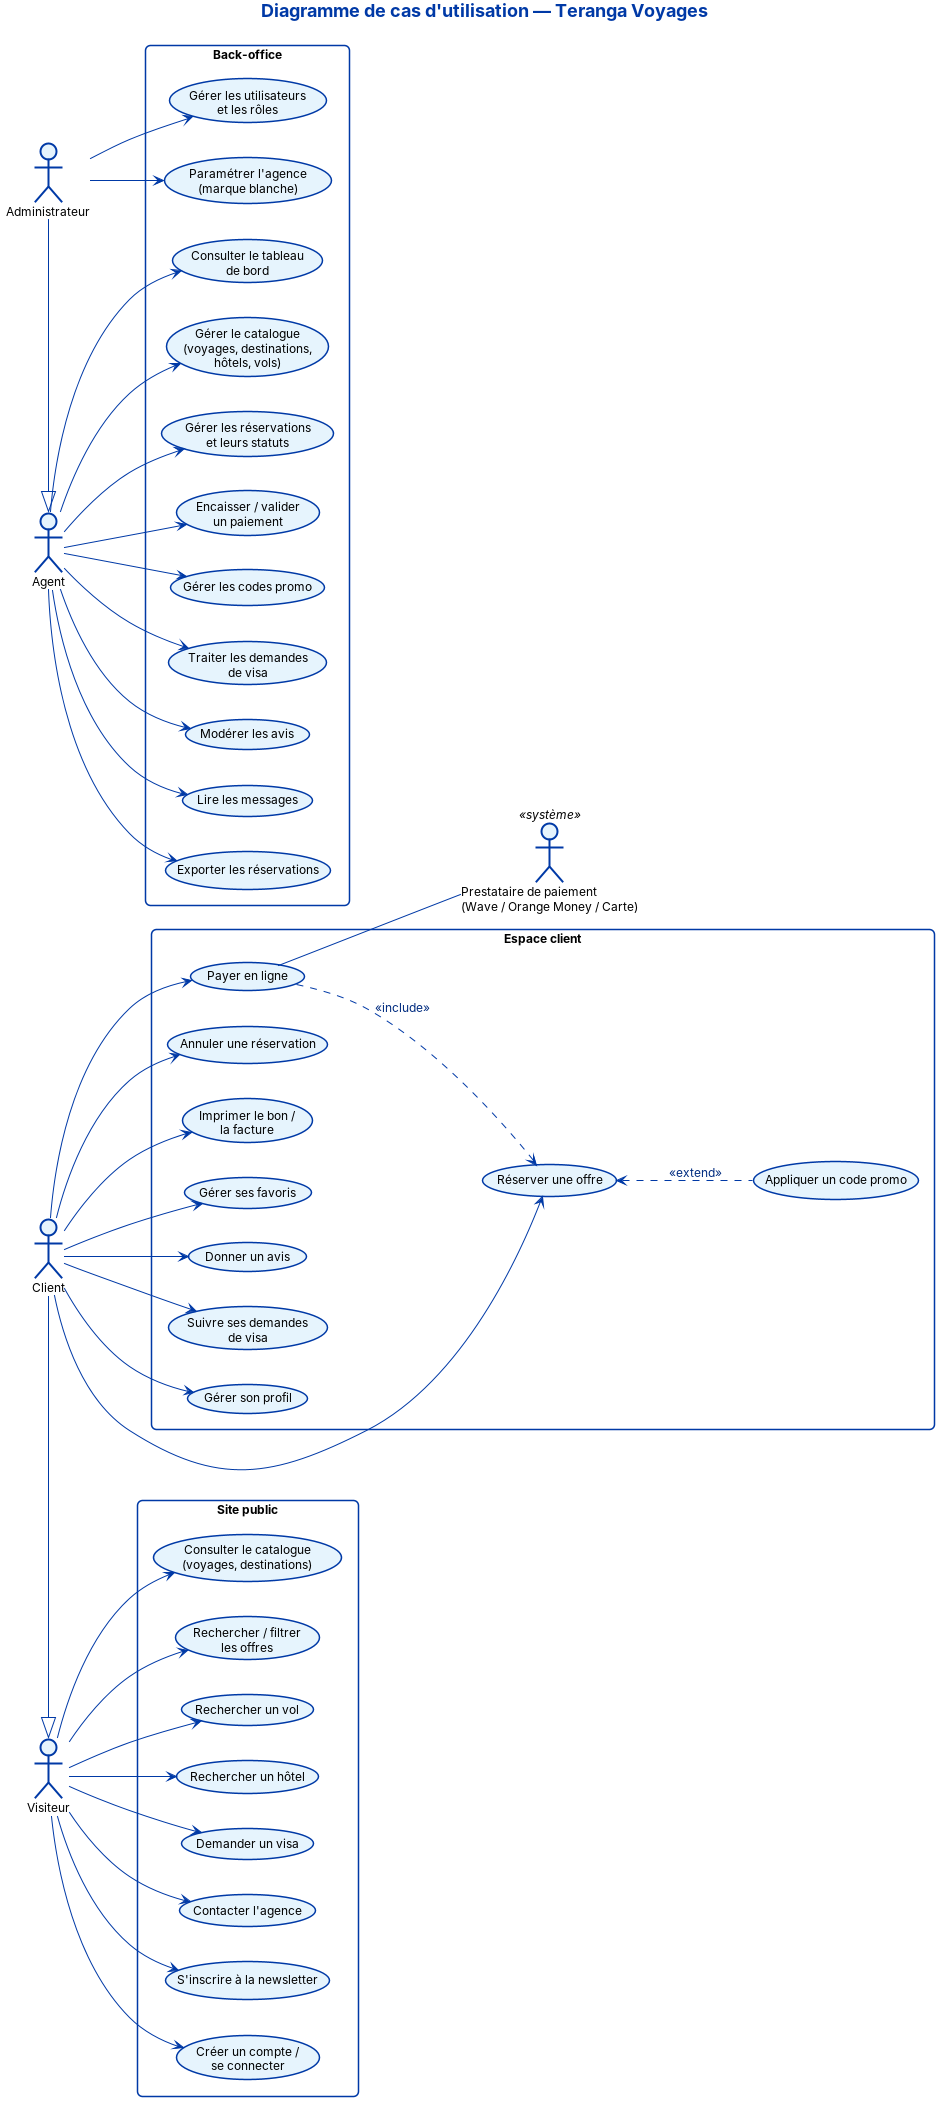 Diagramme de cas d'utilisation — Teranga Voyages
Back-office
Gérer les utilisateurs
et les rôles
Administrateur
Paramétrer l'agence
(marque blanche)
Consulter le tableau
de bord
Gérer le catalogue
(voyages, destinations,
hôtels, vols)
Gérer les réservations
et leurs statuts
Encaisser / valider
un paiement
Agent
Gérer les codes promo
Traiter les demandes
de visa
Modérer les avis
Lire les messages
Exporter les réservations
«système»
Prestataire de paiement
(Wave / Orange Money / Carte)
Espace client
Payer en ligne
«include»
Annuler une réservation
Imprimer le bon /
la facture
Réserver une offre
«extend»
Appliquer un code promo
Gérer ses favoris
Donner un avis
Client
Suivre ses demandes
de visa
Gérer son profil
Site public
Consulter le catalogue
(voyages, destinations)
Rechercher / filtrer
les offres
Rechercher un vol
Rechercher un hôtel
Visiteur
Demander un visa
Contacter l'agence
S'inscrire à la newsletter
Créer un compte /
se connecter